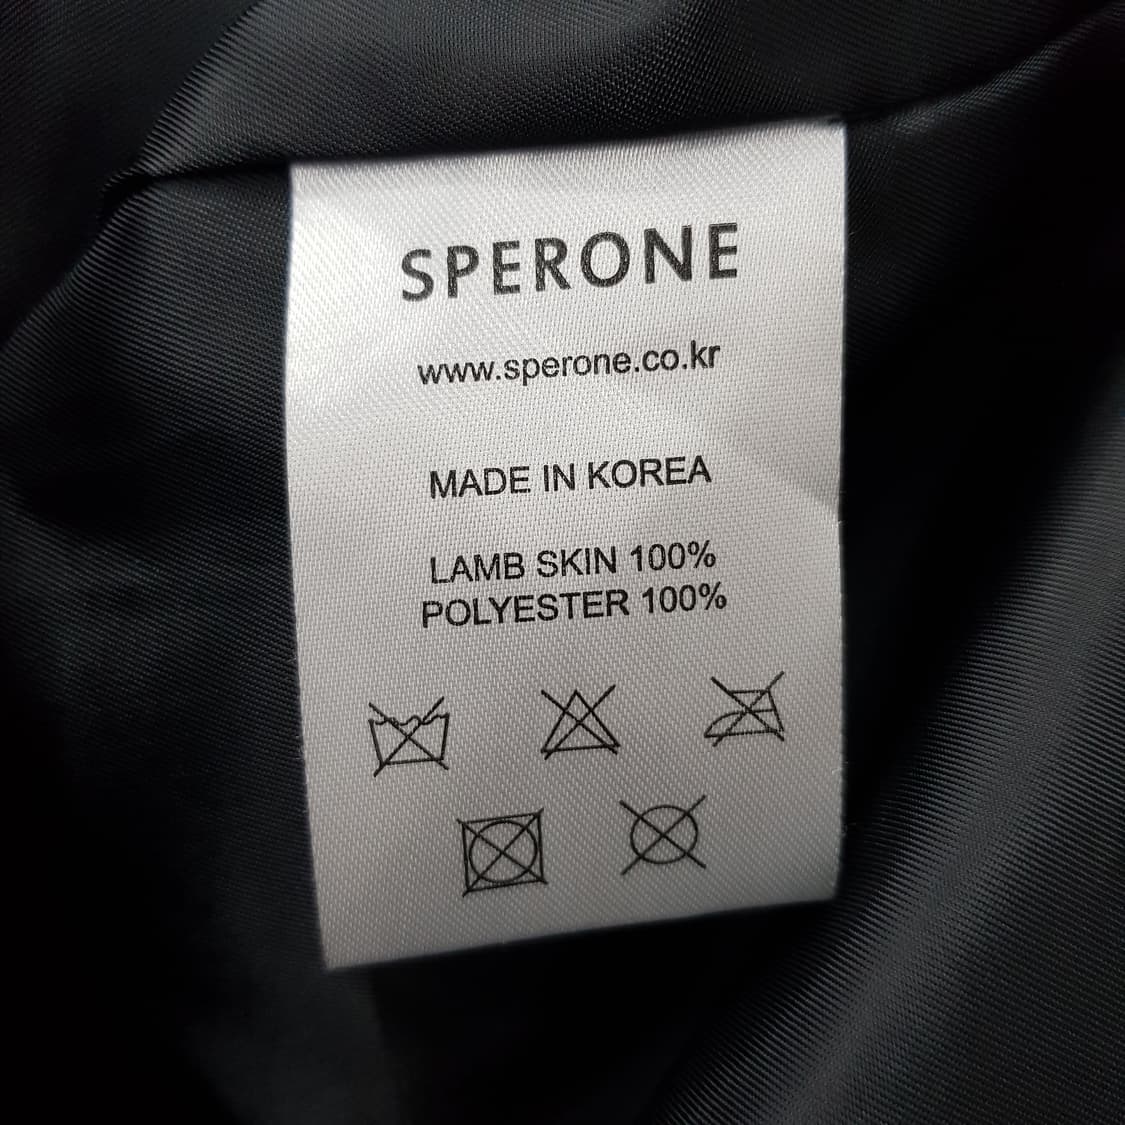 SPERONE
www.sperone.co.kr
MADE IN KOREA
LAMB SKIN 100%
POLYESTER 100%